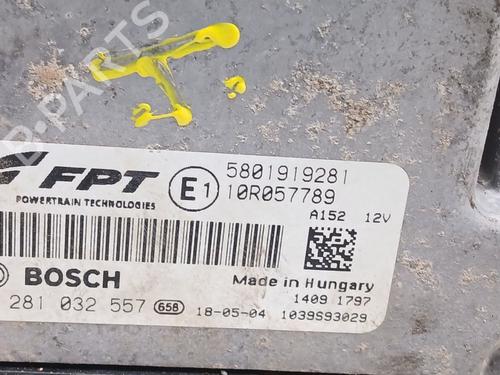 B-PARTS
FPT
POWERTRAIN TECHNOLOGIES
E1
5801919281
10R057789
A152 12V
BOSCH
Made in Hungary
1409 1797
281 032 557 658 18-05-04 1039S93029